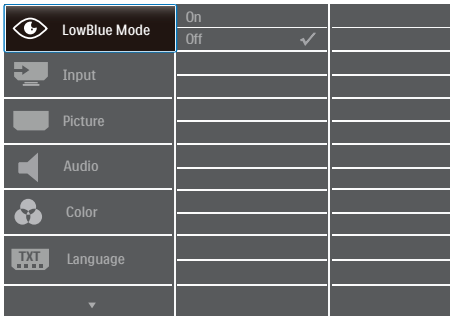 LowBlue Mode
On
Off
Input
Picture
Audio
Color
TXT
Language